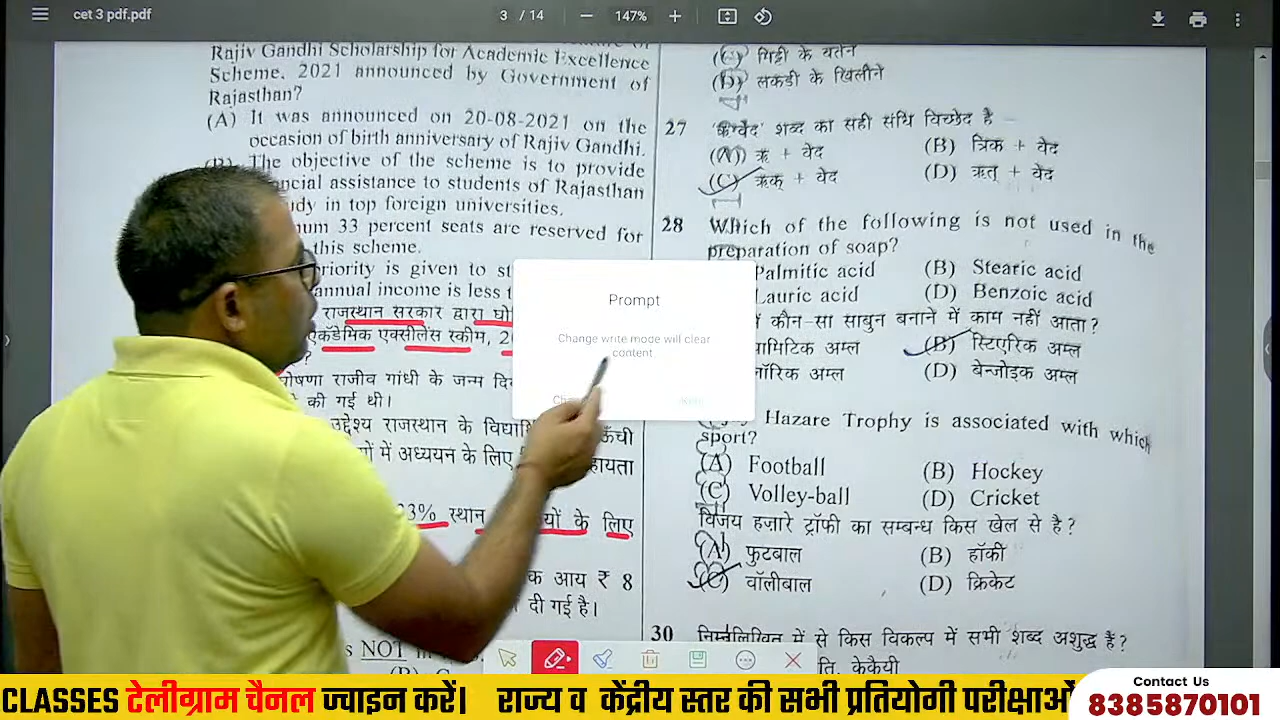 cet 3 pdf.pdf
3 / 14
147%
Rajiv Gandhi Scholarship for Academic Excellence
Scheme, 2021 announced by Government of
Rajasthan?
(A) It was announced on 20-08-2021 on the
occasion of birth anniversary of Rajiv Gandhi.
The objective of the scheme is to provide
financial assistance to students of Rajasthan
in top foreign universities.
33 percent seats are reserved for
this scheme.
priority is given to
annual income is less
राजस्थान सरकार द्वारा
एकेडेमिक एक्सीलेंस स्कीम,
घोषणा राजीव गांधी के जन्म
की गई थी।
उद्देश्य राजस्थान के
में अध्ययन के लिए
33% स्थान के लिए
आय ₹ 8
दी गई है।
NOT
(C) मिट्टी के बर्तन
(D) लकड़ी के खिलौने
27 'ऋग्वेद' शब्द का सही संधि विच्छेद है
(A) ऋ + वेद
(B) त्रिक + वेद
(C) ऋक् + वेद
(D) ऋत् + वेद
28 Which of the following is not used in the
preparation of soap?
Palmitic acid
(B) Stearic acid
Lauric acid
(D) Benzoic acid
में कौन-सा साबुन बनाने में काम नहीं आता?
पामिटिक अम्ल
(B) स्टिएरिक अम्ल
लॉरिक अम्ल
(D) बेन्जोइक अम्ल
Hazare Trophy is associated with which
sport?
(A) Football
(B) Hockey
(C) Volley-ball
(D) Cricket
विजय हज़ारे ट्रॉफी का सम्बन्ध किस खेल से है?
(A) फुटबाल
(B) हॉकी
(C) वॉलीबाल
(D) क्रिकेट
30 निम्नलिखित में से किस विकल्प में सभी शब्द अशुद्ध हैं?
केकैयी
Prompt
Change write mode will clear
content
CLASSES टेलीग्राम चैनल ज्वाइन करें। राज्य व केंद्रीय स्तर की सभी प्रतियोगी परीक्षाओं
Contact Us
8385870101